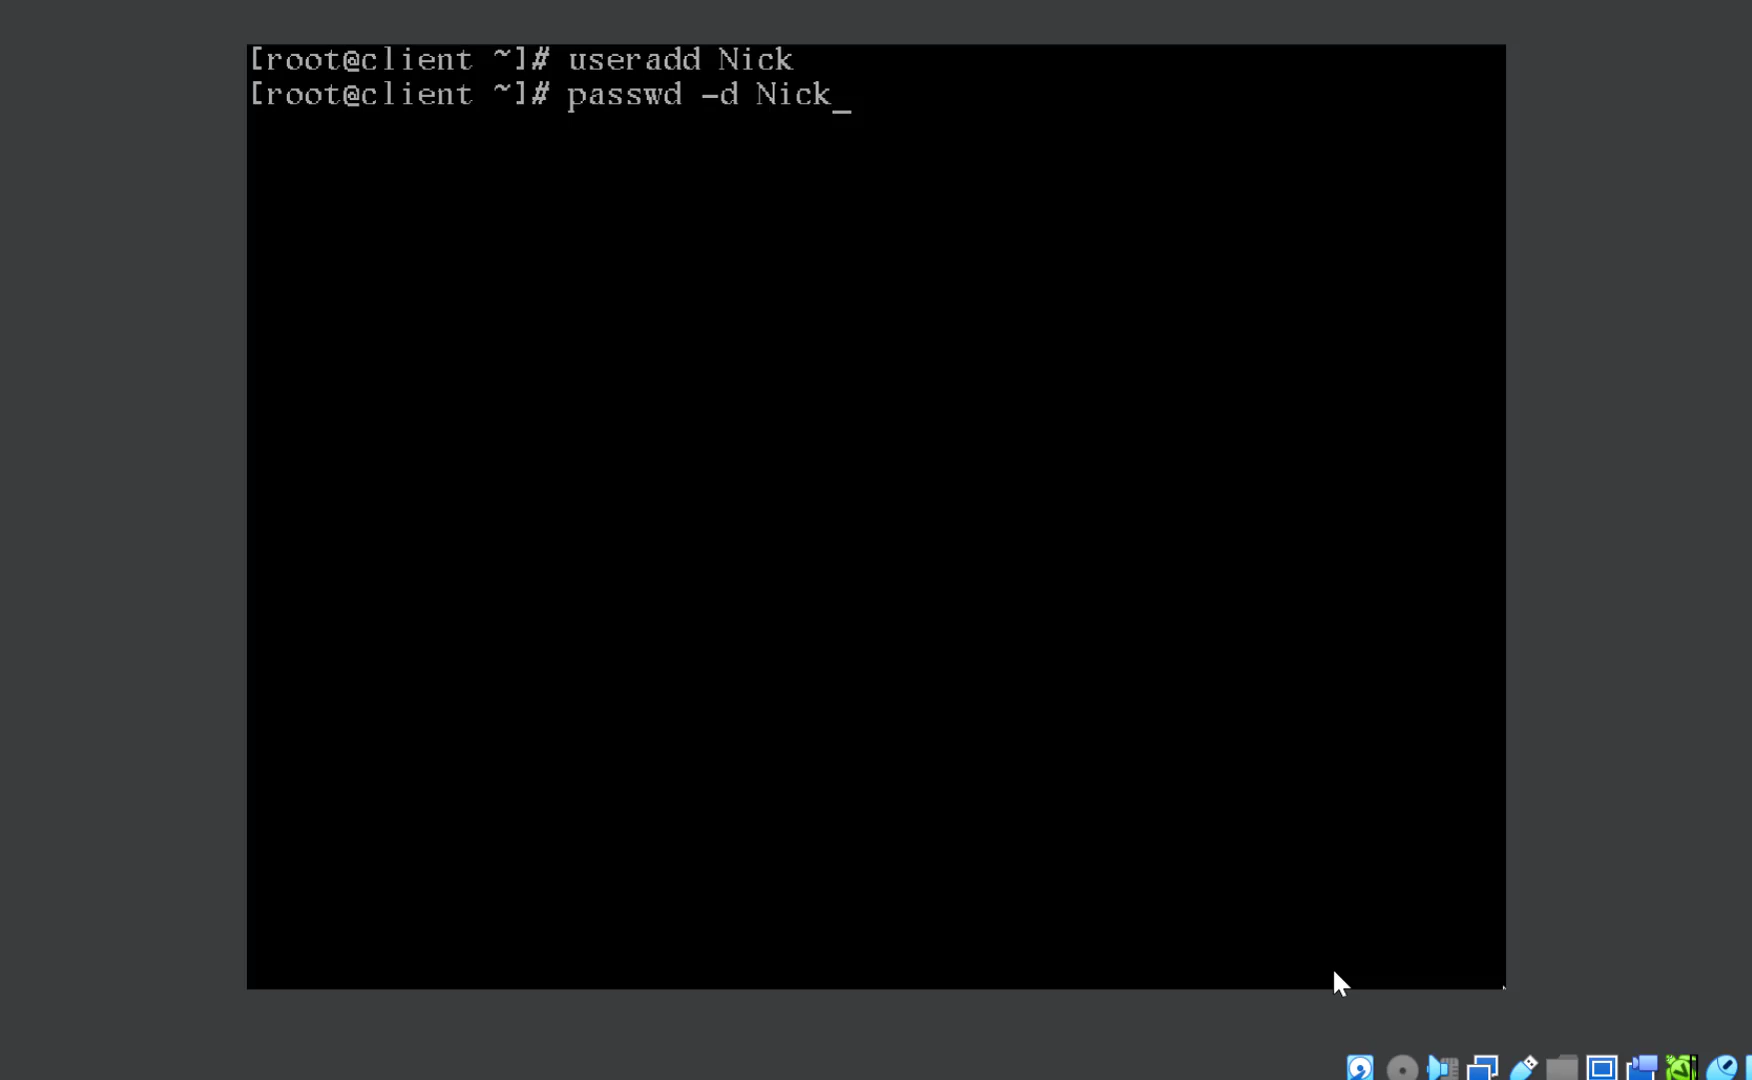 [root@client ~]# useradd Nick
[root@client ~]# passwd -d Nick_